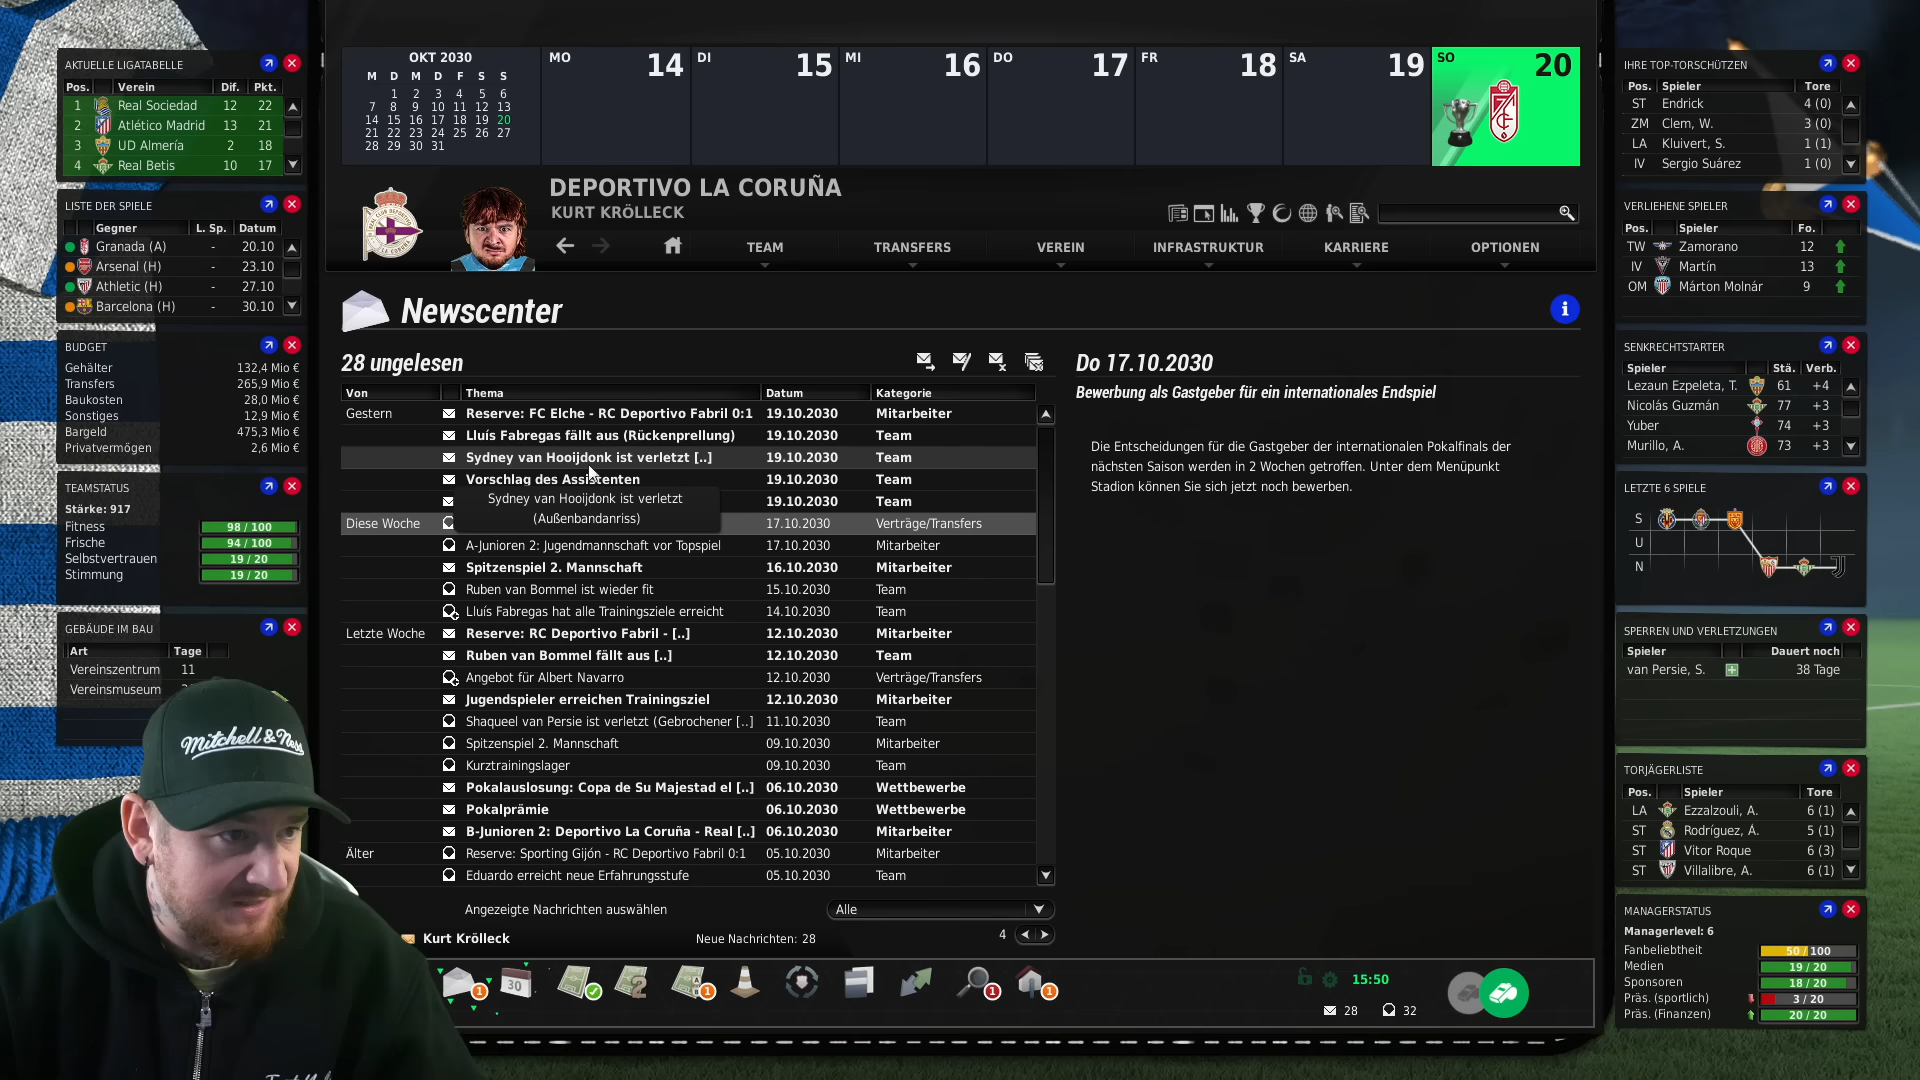 AKTUELLE LIGATABELLE
Pos. Verein Dif. Pkt.
1 Real Sociedad 12 22
2 Atlético Madrid 13 21
3 UD Almería 2 18
4 Real Betis 10 17
LISTE DER SPIELE
Gegner L. Sp. Datum
Granada (A) - 20.10
Arsenal (H) - 23.10
Athletic (H) - 27.10
Barcelona (H) - 30.10
BUDGET
Gehälter 132,4 Mio €
Transfers 265,9 Mio €
Baukosten 28,0 Mio €
Sonstiges 12,9 Mio €
Bargeld 475,3 Mio €
Privatvermögen 2,6 Mio €
TEAMSTATUS
Stärke: 917
Fitness 98 / 100
Frische 94 / 100
Selbstvertrauen 19 / 20
Stimmung 19 / 20
GEBÄUDE IM BAU
Art Tage
Vereinszentrum 11
Vereinsmuseum
Mitchell & Ness
OKT 2030
M D M D F S S
1 2 3 4 5 6
7 8 9 10 11 12 13
14 15 16 17 18 19 20
21 22 23 24 25 26 27
28 29 30 31
MO 14 DI 15 MI 16 DO 17 FR 18 SA 19 SO 20
DEPORTIVO LA CORUÑA
KURT KRÖLLECK
TEAM TRANSFERS VEREIN INFRASTRUKTUR KARRIERE OPTIONEN
Newscenter
i
28 ungelesen
Von Thema Datum Kategorie
Gestern Reserve: FC Elche - RC Deportivo Fabril 0:1 19.10.2030 Mitarbeiter
Lluís Fabregas fällt aus (Rückenprellung) 19.10.2030 Team
Sydney van Hooijdonk ist verletzt [..] 19.10.2030 Team
Vorschlag des Assistenten 19.10.2030 Team
19.10.2030 Team
Sydney van Hooijdonk ist verletzt
(Außenbandanriss)
Diese Woche 17.10.2030 Verträge/Transfers
A-Junioren 2: Jugendmannschaft vor Topspiel 17.10.2030 Mitarbeiter
Spitzenspiel 2. Mannschaft 16.10.2030 Mitarbeiter
Ruben van Bommel ist wieder fit 15.10.2030 Team
Lluís Fabregas hat alle Trainingsziele erreicht 14.10.2030 Team
Letzte Woche Reserve: RC Deportivo Fabril - [..] 12.10.2030 Mitarbeiter
Ruben van Bommel fällt aus [..] 12.10.2030 Team
Angebot für Albert Navarro 12.10.2030 Verträge/Transfers
Jugendspieler erreichen Trainingsziel 12.10.2030 Mitarbeiter
Shaqueel van Persie ist verletzt (Gebrochener [..] 11.10.2030 Team
Spitzenspiel 2. Mannschaft 09.10.2030 Mitarbeiter
Kurztrainingslager 09.10.2030 Team
Pokalauslosung: Copa de Su Majestad el [..] 06.10.2030 Wettbewerbe
Pokalprämie 06.10.2030 Wettbewerbe
B-Junioren 2: Deportivo La Coruña - Real [..] 06.10.2030 Mitarbeiter
Älter Reserve: Sporting Gijón - RC Deportivo Fabril 0:1 05.10.2030 Mitarbeiter
Eduardo erreicht neue Erfahrungsstufe 05.10.2030 Team
Angezeigte Nachrichten auswählen Alle
Kurt Krölleck Neue Nachrichten: 28 4
Do 17.10.2030
Bewerbung als Gastgeber für ein internationales Endspiel
Die Entscheidungen für die Gastgeber der internationalen Pokalfinals der
nächsten Saison werden in 2 Wochen getroffen. Unter dem Menüpunkt
Stadion können Sie sich jetzt noch bewerben.
1 30 2 1 1 1
15:50
28 32
IHRE TOP-TORSCHÜTZEN
Pos. Spieler Tore
ST Endrick 4 (0)
ZM Clem, W. 3 (0)
LA Kluivert, S. 1 (1)
IV Sergio Suárez 1 (0)
VERLIEHENE SPIELER
Pos. Spieler Fo.
TW Zamorano 12
IV Martín 13
OM Márton Molnár 9
SENKRECHTSTARTER
Spieler Stä. Verb.
Lezaun Ezpeleta, T. 61 +4
Nicolás Guzmán 77 +3
Yuber 74 +3
Murillo, A. 73 +3
LETZTE 6 SPIELE
S
U
N
SPERREN UND VERLETZUNGEN
Spieler Dauert noch
van Persie, S. 38 Tage
TORJÄGERLISTE
Pos. Spieler Tore
LA Ezzalzouli, A. 6 (1)
ST Rodríguez, Á. 5 (1)
ST Vitor Roque 6 (3)
ST Villalibre, A. 6 (1)
MANAGERSTATUS
Managerlevel: 6
Fanbeliebtheit 50 / 100
Medien 19 / 20
Sponsoren 18 / 20
Präs. (sportlich) 3 / 20
Präs. (Finanzen) 20 / 20